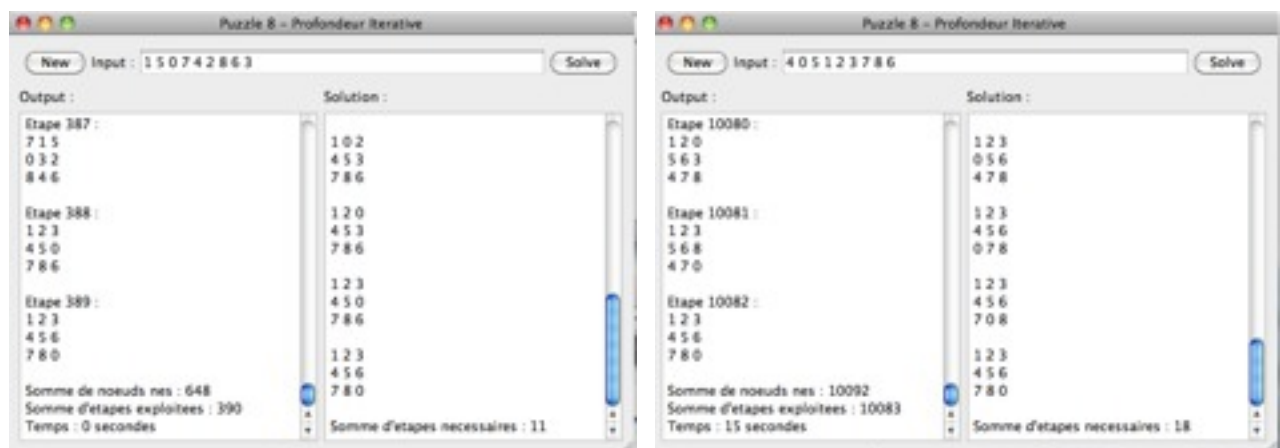 Puzzle 8 - Profondeur Iterative
New Input : 1 5 0 7 4 2 8 6 3 Solve
Output :
Etape 387 :
7 1 5
0 3 2
8 4 6
Etape 388 :
1 2 3
4 5 0
7 8 6
Etape 389 :
1 2 3
4 5 6
7 8 0
Somme de noeuds nes : 648
Somme d'etapes exploitees : 390
Temps : 0 secondes
Solution :
1 0 2
4 5 3
7 8 6
1 2 0
4 5 3
7 8 6
1 2 3
4 5 0
7 8 6
1 2 3
4 5 6
7 8 0
Somme d'etapes necessaires : 11
Puzzle 8 - Profondeur Iterative
New Input : 4 0 5 1 2 3 7 8 6 Solve
Output :
Etape 10080 :
1 2 0
5 6 3
4 7 8
Etape 10081 :
1 2 3
5 6 8
4 7 0
Etape 10082 :
1 2 3
4 5 6
7 8 0
Somme de noeuds nes : 10092
Somme d'etapes exploitees : 10083
Temps : 15 secondes
Solution :
1 2 3
0 5 6
4 7 8
1 2 3
4 5 6
0 7 8
1 2 3
4 5 6
7 0 8
1 2 3
4 5 6
7 8 0
Somme d'etapes necessaires : 18